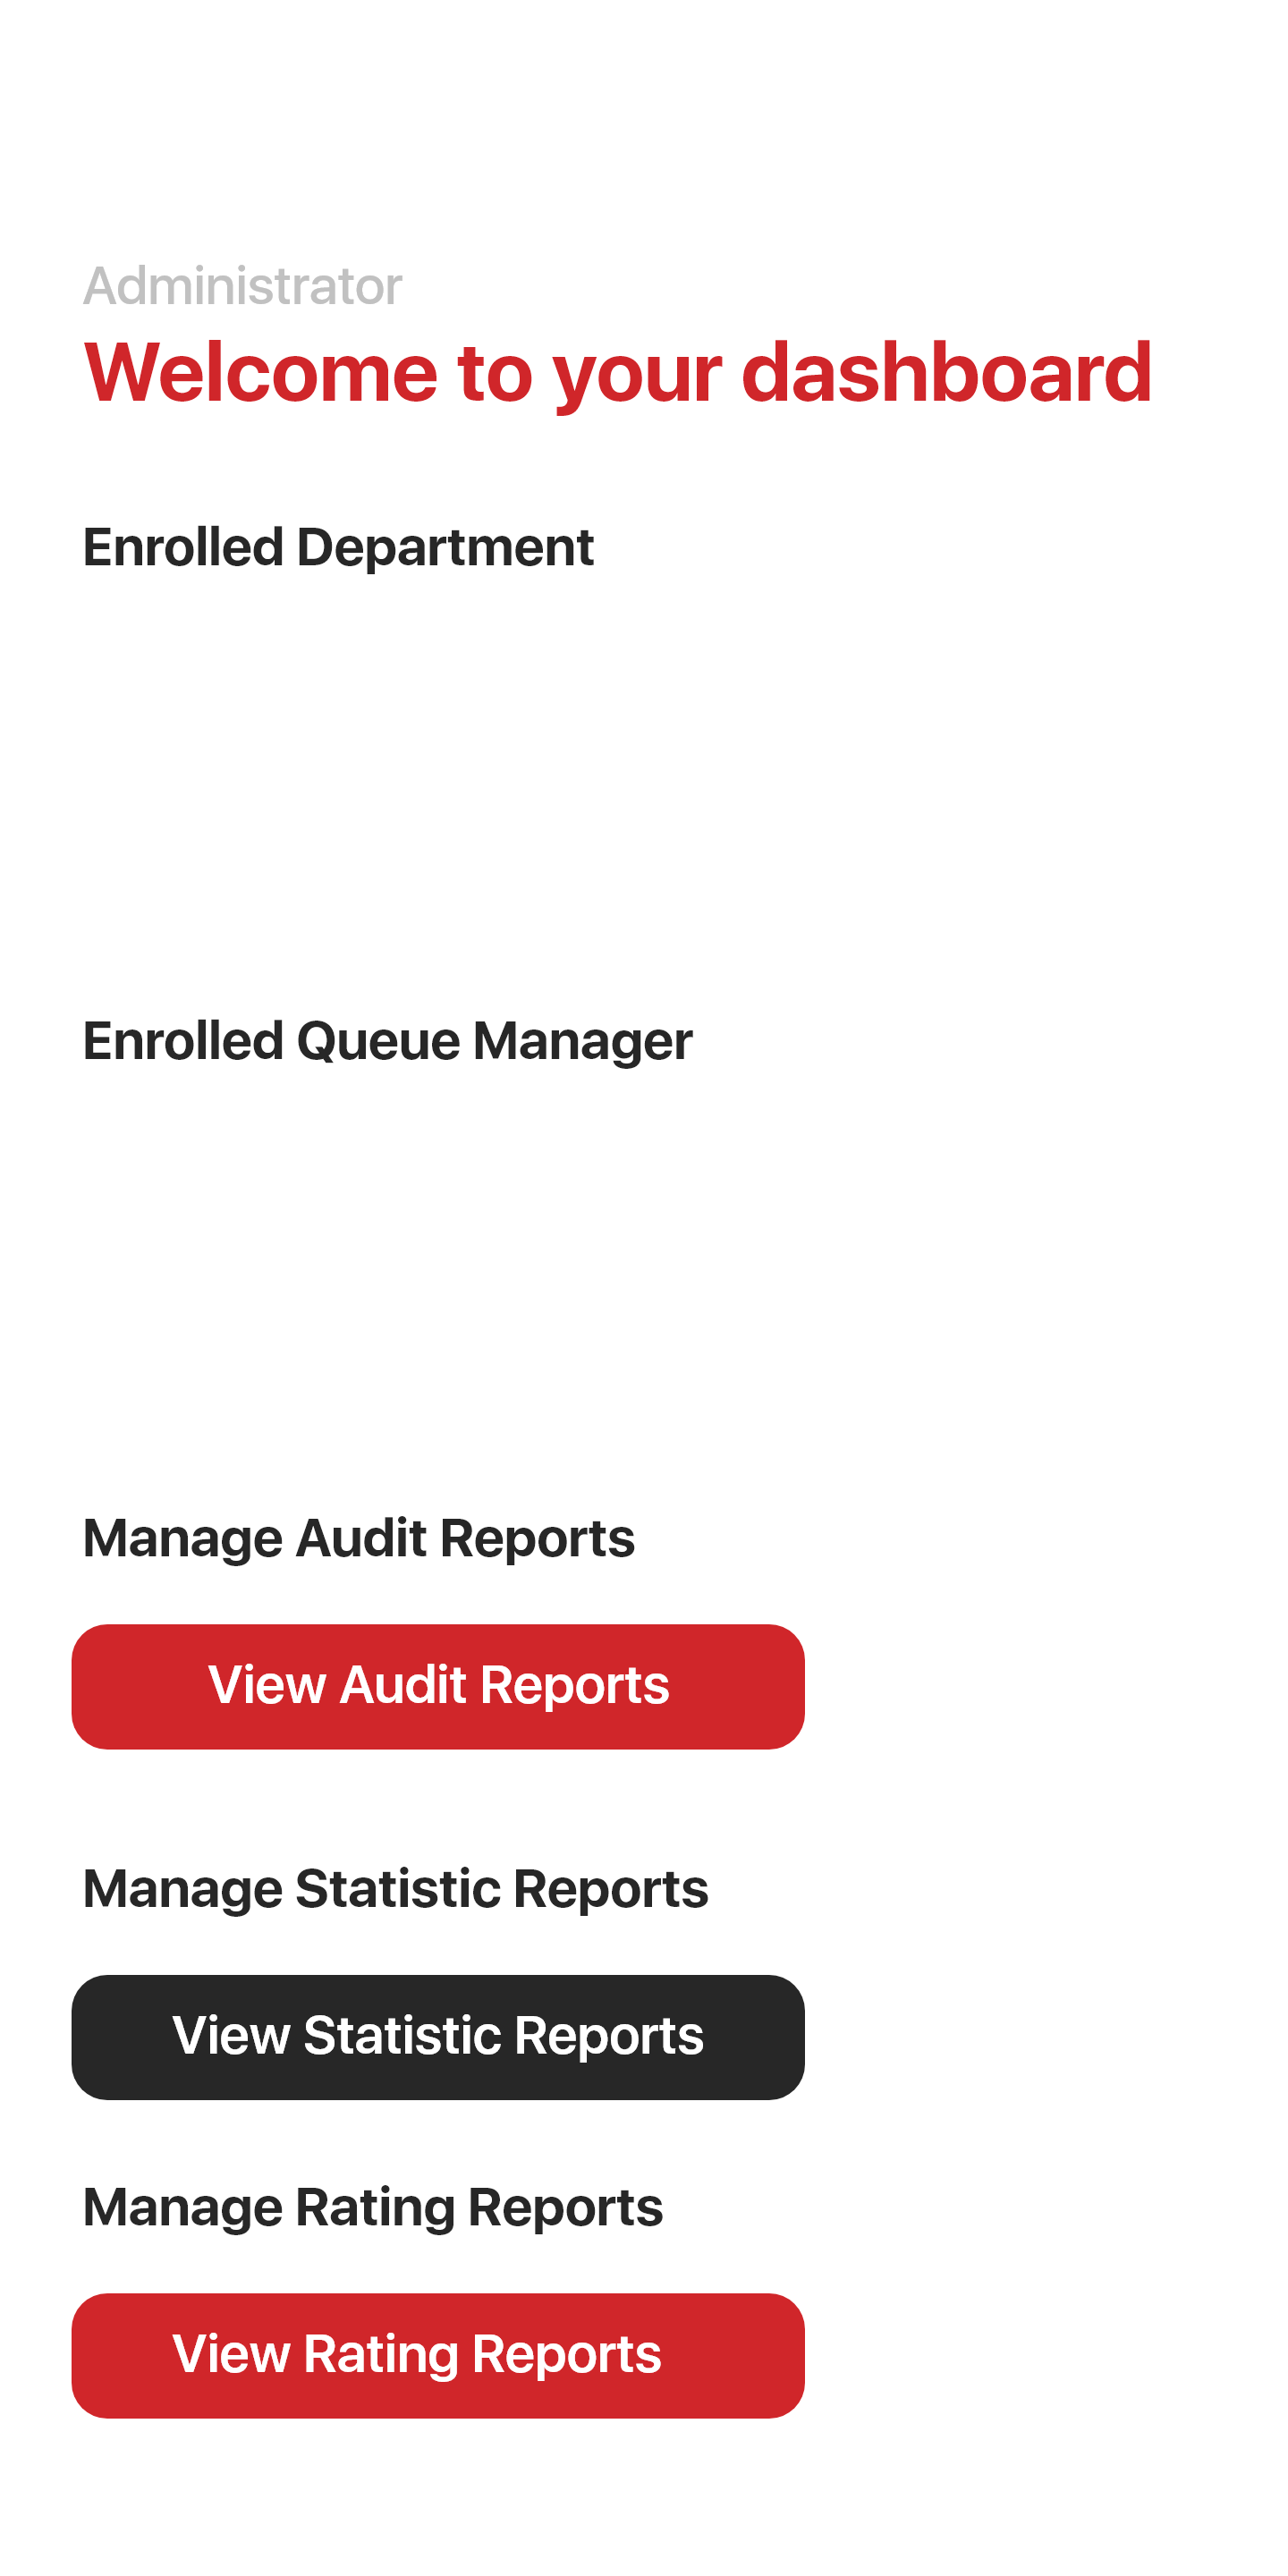 Administrator
Welcome to your dashboard
Enrolled Department
Enrolled Queue Manager
Manage Audit Reports
View Audit Reports
Manage Statistic Reports
View Statistic Reports
Manage Rating Reports
View Rating Reports